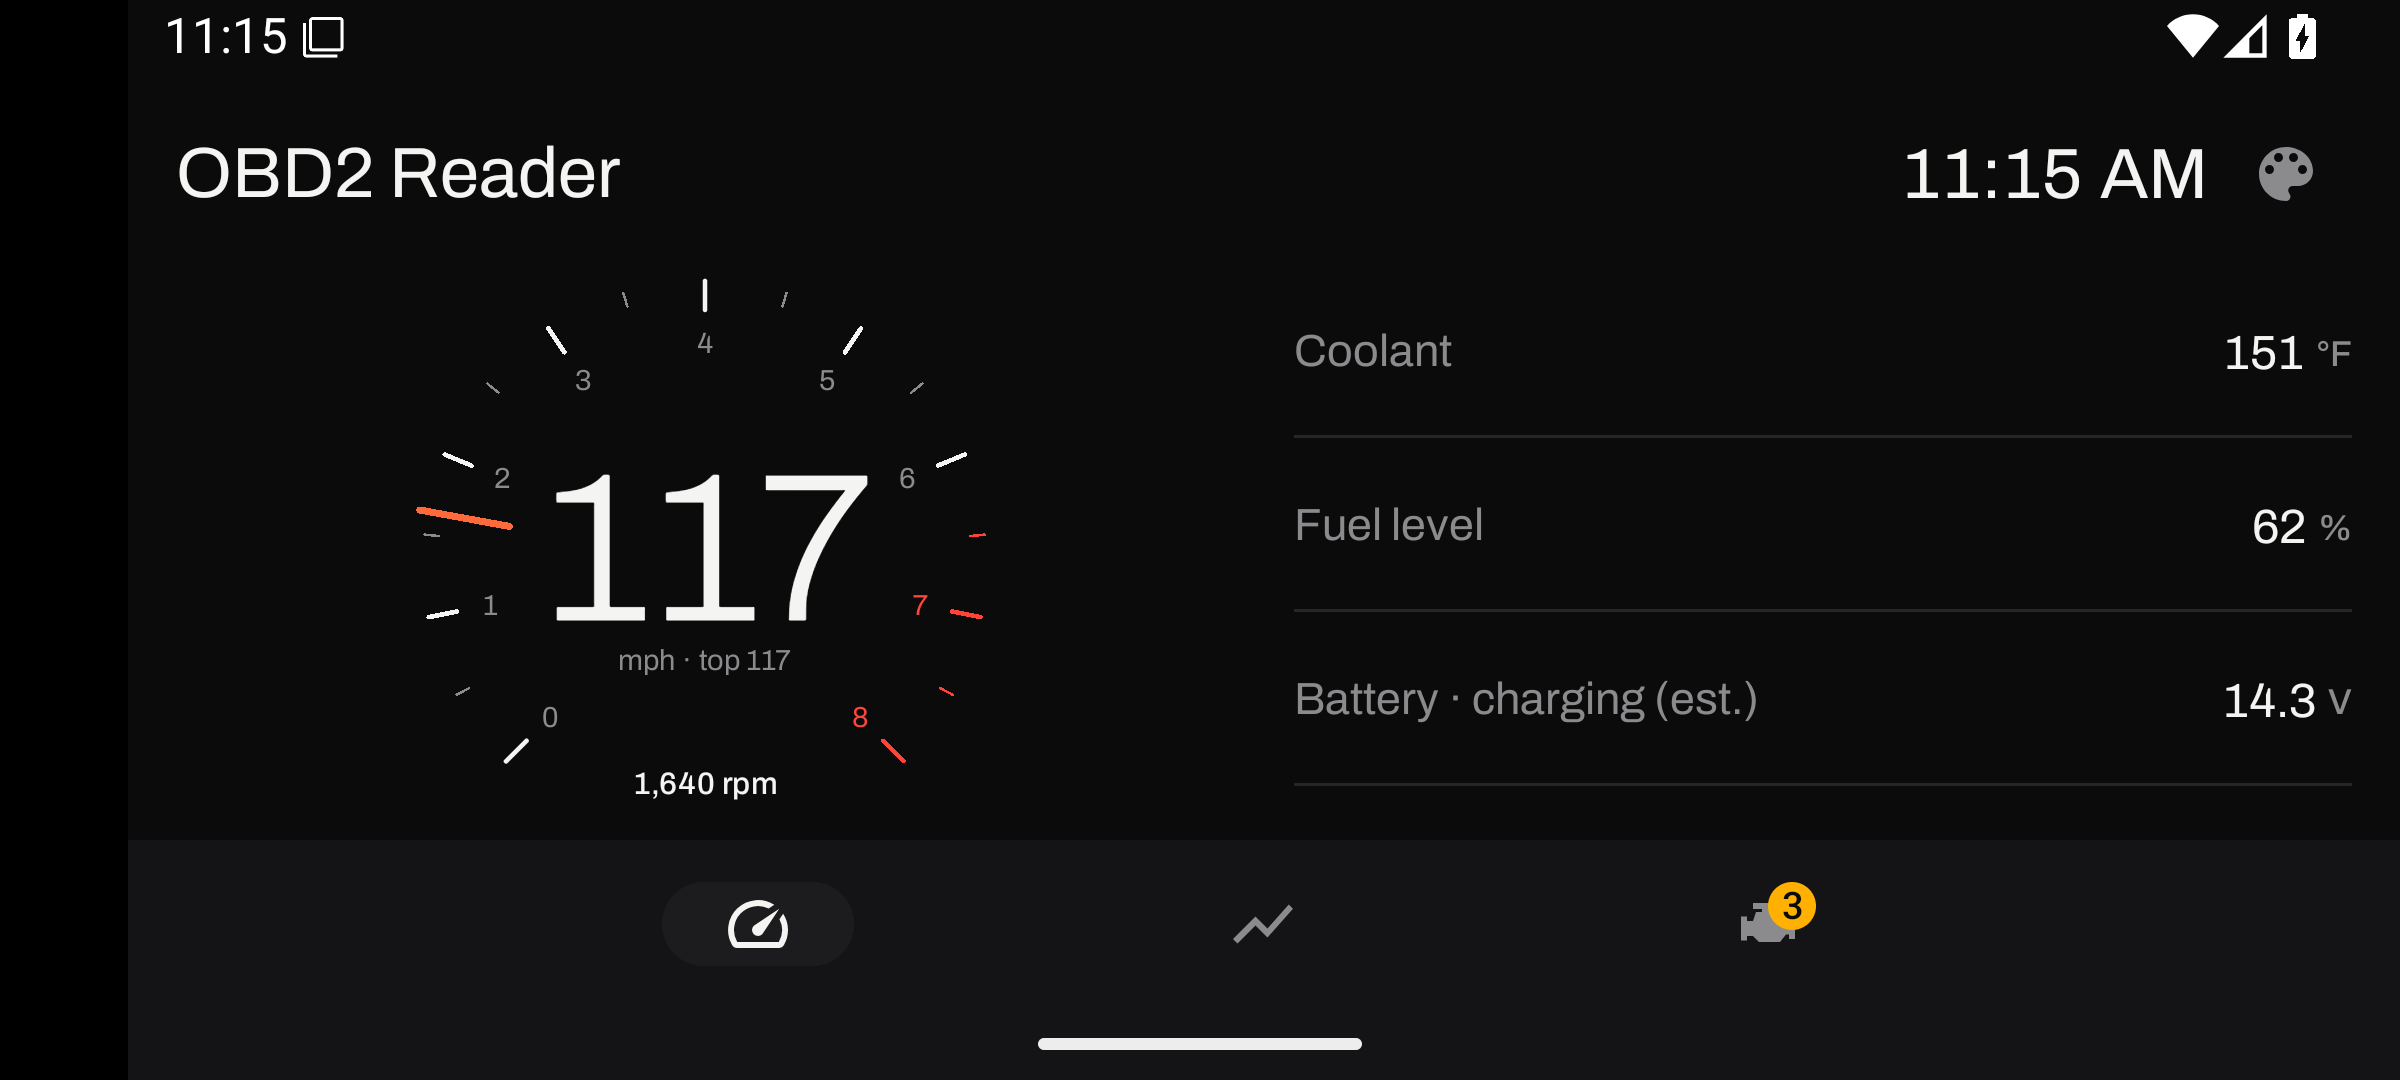 11:15
OBD2 Reader
11:15 AM
4
3
5
2
6
1
7
0
8
117
mph · top 117
1,640 rpm
Coolant
151 °F
Fuel level
62 %
Battery · charging (est.)
14.3 V
3